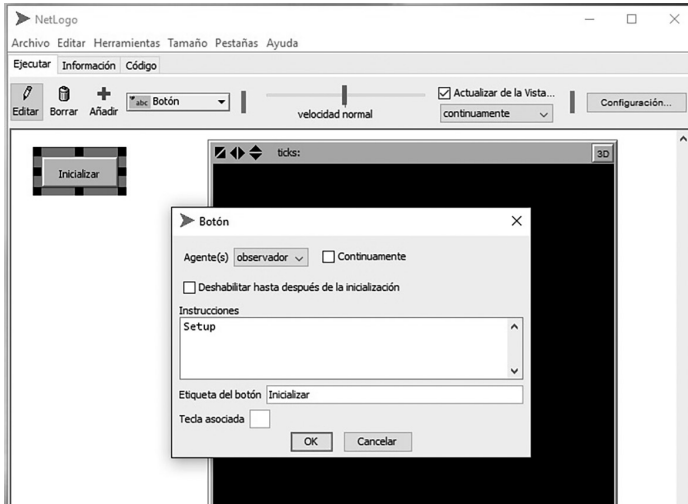 NetLogo
Archivo Editar Herramientas Tamaño Pestañas Ayuda
Ejecutar Información Código
Editar Borrar Añadir abc Botón velocidad normal Actualizar de la Vista... continuamente Configuración...
Inicializar
ticks: 3D
Botón
Agente(s) observador Continuamente
Deshabilitar hasta después de la inicialización
Instrucciones
Setup
Etiqueta del botón Inicializar
Tecla asociada
OK Cancelar